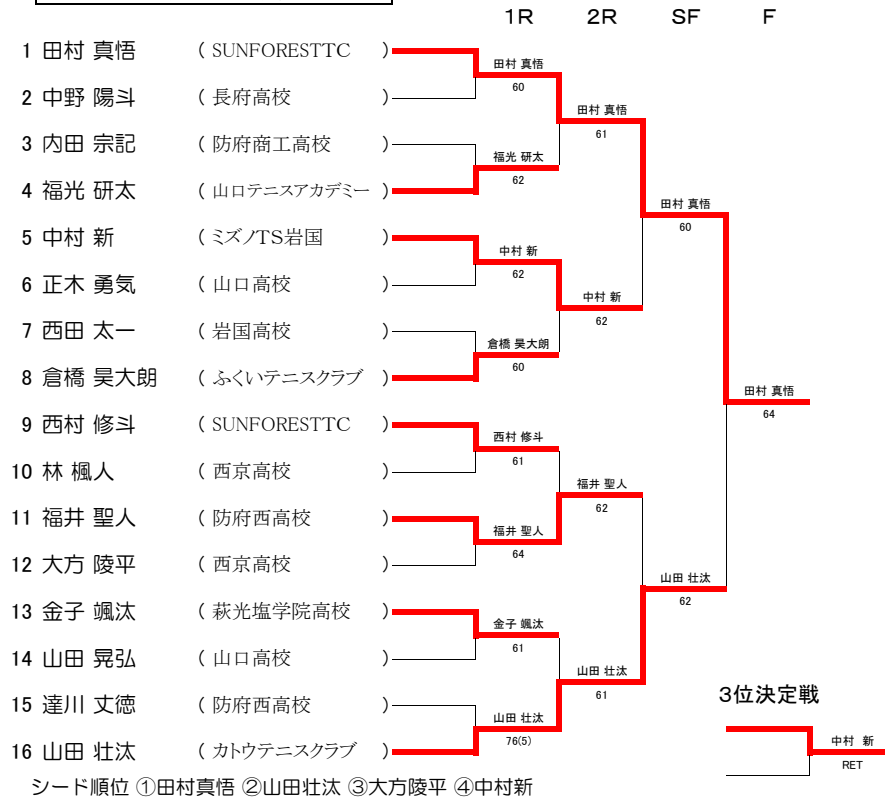 1R 2R SF F
1 田村 真悟 ( SUNFORESTTC )
田村 真悟
60
2 中野 陽斗 ( 長府高校 )
田村 真悟
61
3 内田 宗記 ( 防府商工高校 )
福光 研太
62
4 福光 研太 ( 山口テニスアカデミー )
田村 真悟
60
5 中村 新 ( ミズノTS岩国 )
中村 新
62
6 正木 勇気 ( 山口高校 )
中村 新
62
7 西田 太一 ( 岩国高校 )
倉橋 昊大朗
60
8 倉橋 昊大朗 ( ふくいテニスクラブ )
田村 真悟
64
9 西村 修斗 ( SUNFORESTTC )
西村 修斗
61
10 林 楓人 ( 西京高校 )
福井 聖人
62
11 福井 聖人 ( 防府西高校 )
福井 聖人
64
12 大方 陵平 ( 西京高校 )
山田 壮汰
62
13 金子 颯汰 ( 萩光塩学院高校 )
金子 颯汰
61
14 山田 晃弘 ( 山口高校 )
山田 壮汰
61
15 達川 丈徳 ( 防府西高校 )
山田 壮汰
76(5)
16 山田 壮汰 ( カトウテニスクラブ )
3位決定戦
中村 新
RET
シード順位 ①田村真悟 ②山田壮汰 ③大方陵平 ④中村新